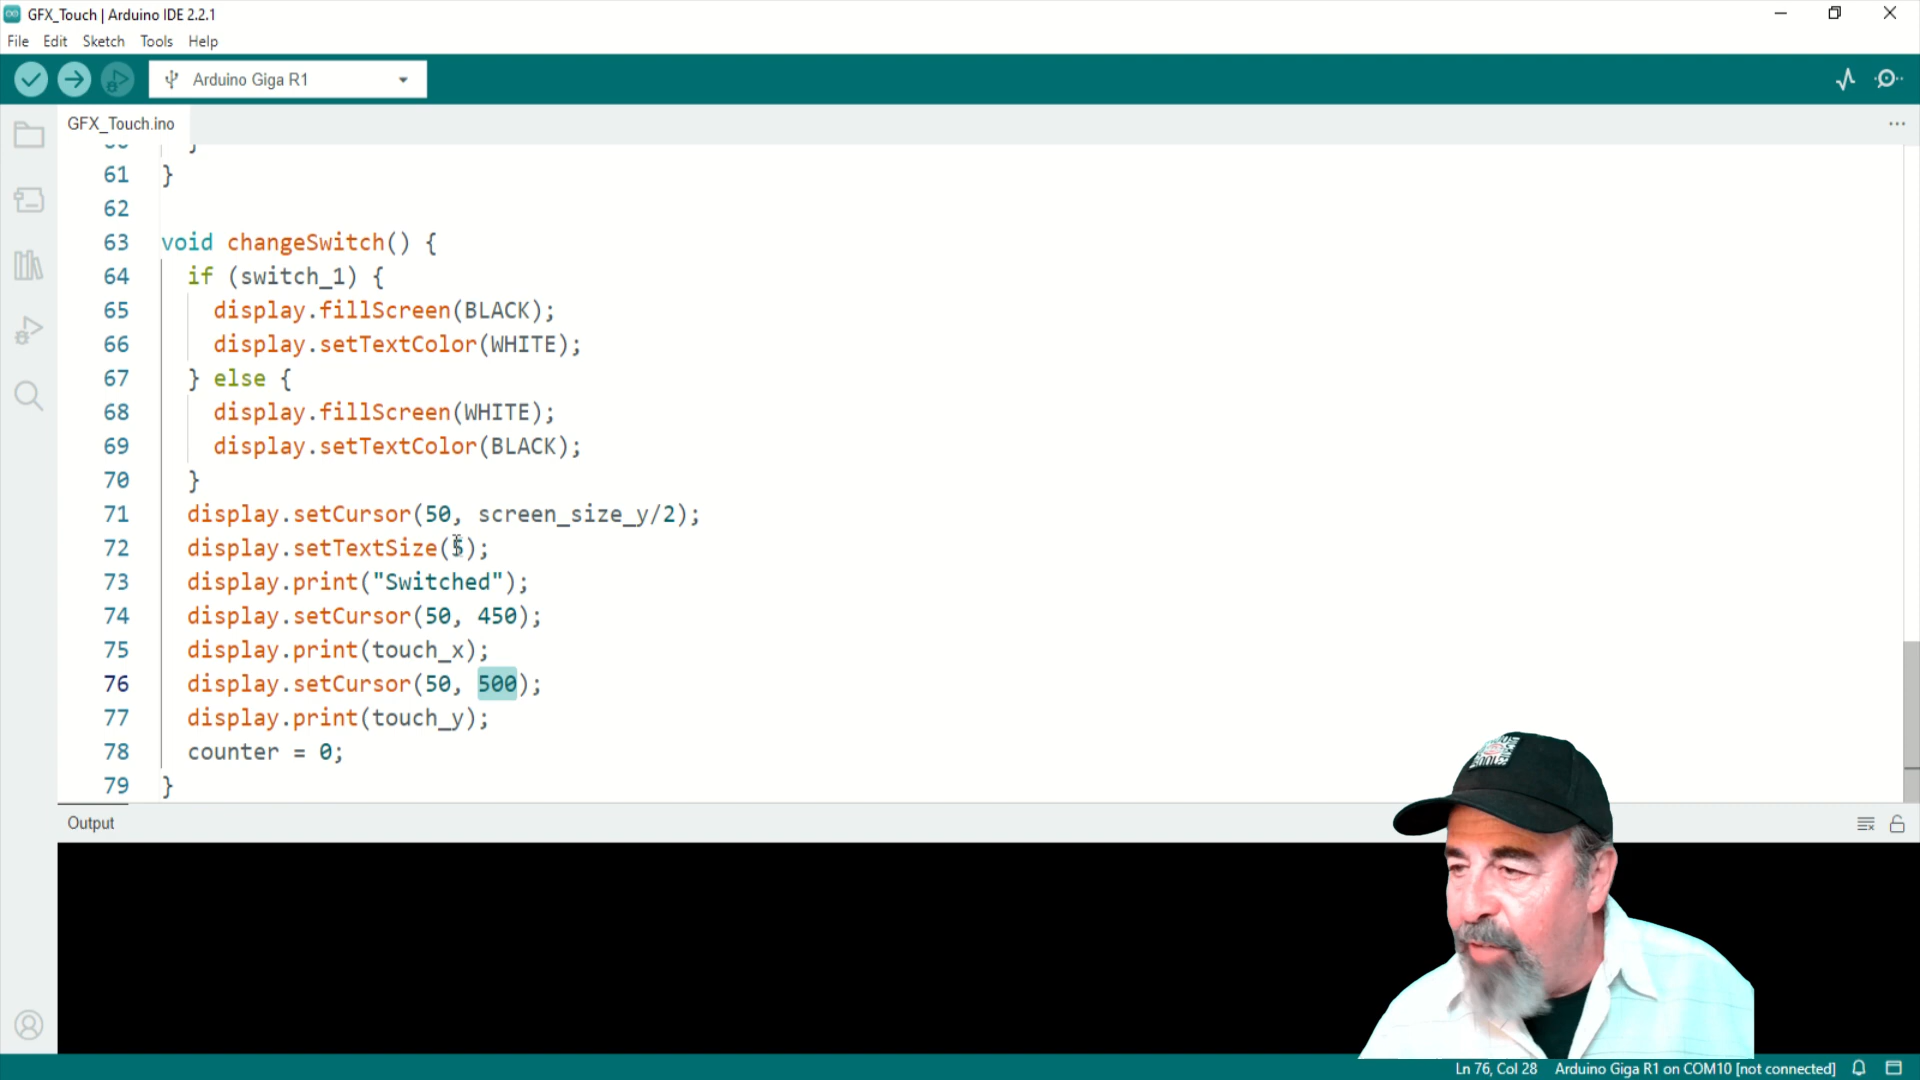 GFX_Touch | Arduino IDE 2.2.1
File Edit Sketch Tools Help
Arduino Giga R1
GFX_Touch.ino
61 }
62
63 void changeSwitch() {
64 if (switch_1) {
65 display.fillScreen(BLACK);
66 display.setTextColor(WHITE);
67 } else {
68 display.fillScreen(WHITE);
69 display.setTextColor(BLACK);
70 }
71 display.setCursor(50, screen_size_y/2);
72 display.setTextSize(5);
73 display.print("Switched");
74 display.setCursor(50, 450);
75 display.print(touch_x);
76 display.setCursor(50, 500);
77 display.print(touch_y);
78 counter = 0;
79 }
Output
Ln 76, Col 28 Arduino Giga R1 on COM10 [not connected]